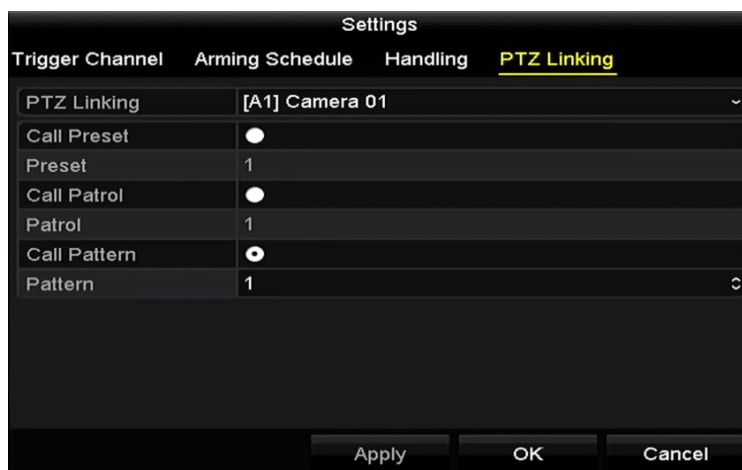 Settings
Trigger Channel Arming Schedule Handling PTZ Linking
PTZ Linking [A1] Camera 01
Call Preset
Preset 1
Call Patrol
Patrol 1
Call Pattern
Pattern 1
Apply OK Cancel